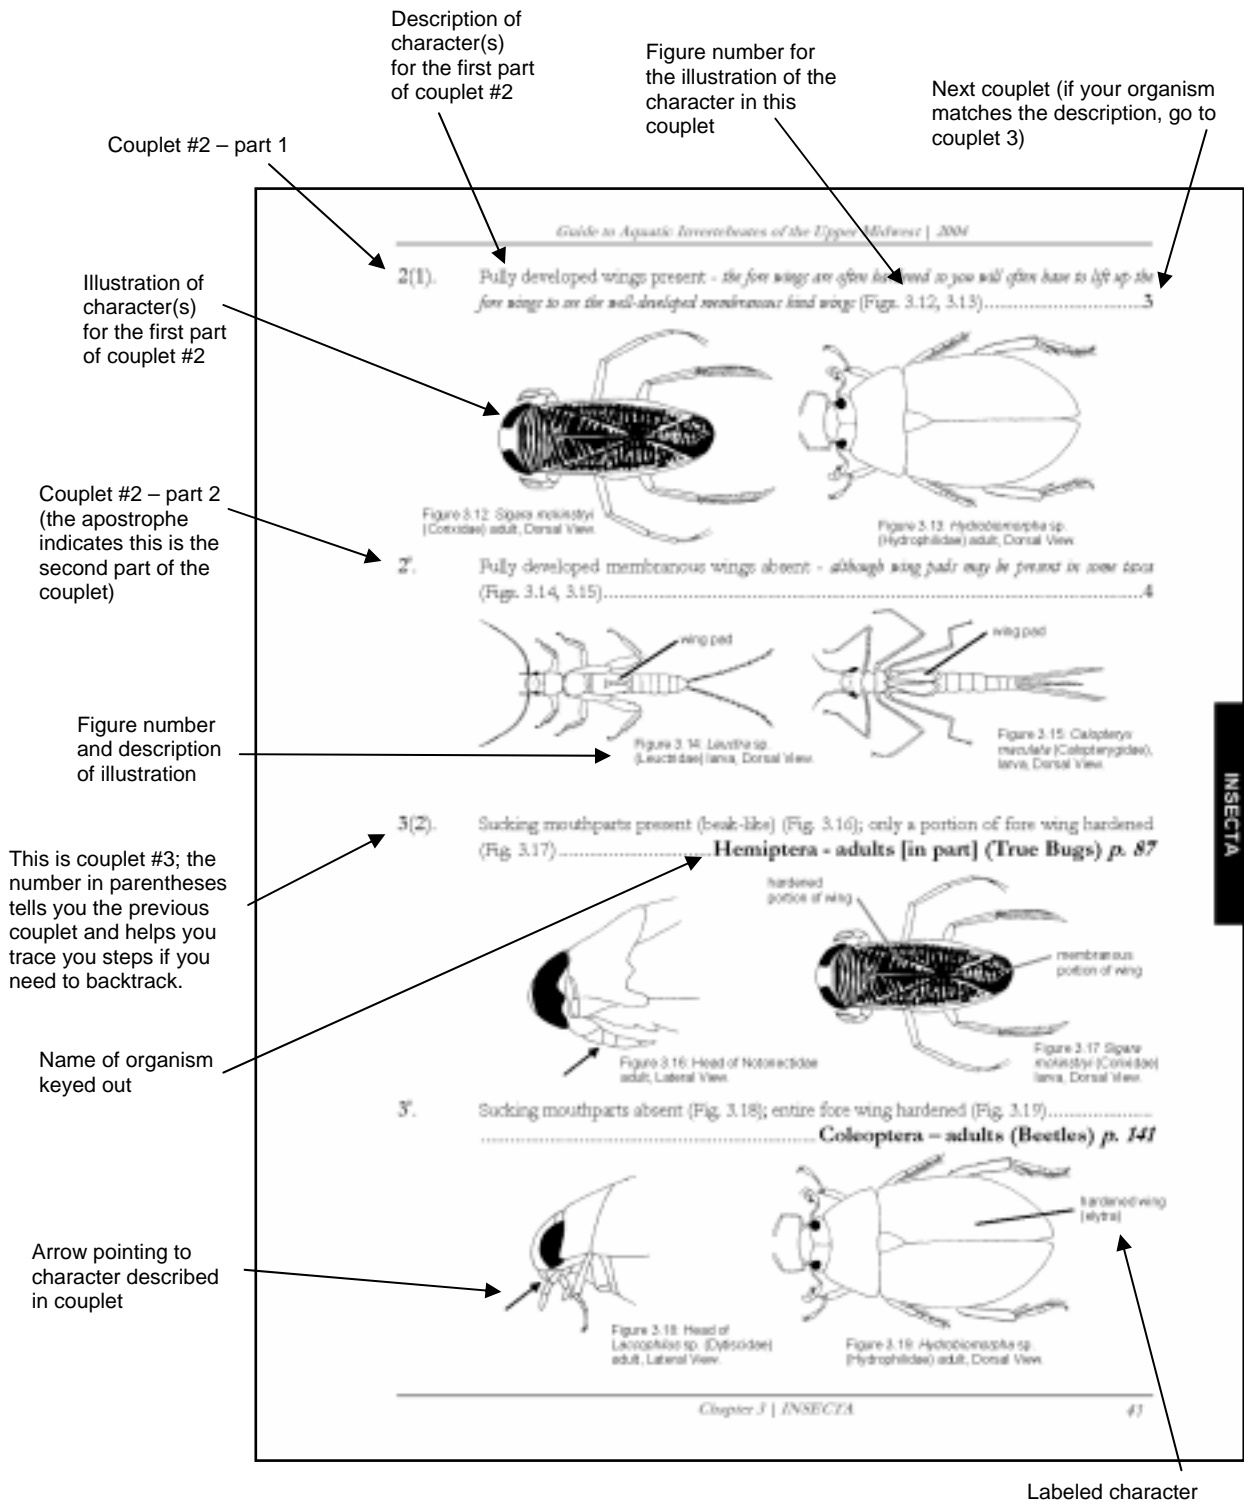 Description of
character(s)
for the first part
of couplet #2
Figure number for
the illustration of the
character in this
couplet
Next couplet (if your organism
matches the description, go to
couplet 3)
Couplet #2 – part 1
Guide to Aquatic Invertebrates of the Upper Midwest | 2004
Illustration of
character(s)
for the first part
of couplet #2
2(1). Fully developed wings present - the fore wings are often hardened so you will often have to lift up the
fore wings to see the well-developed membranous hind wings (Figs. 3.12, 3.13)...................................3
Figure 3.12: Sigara mckinstryi
(Corixidae) adult, Dorsal View.
Figure 3.13: Hydrobiomorpha sp.
(Hydrophilidae) adult, Dorsal View.
Couplet #2 – part 2
(the apostrophe
indicates this is the
second part of the
couplet)
2'. Fully developed membranous wings absent - although wing pads may be present in some taxa
(Figs. 3.14, 3.15)...................................................................................................................4
wing pad
wing pad
Figure number
and description
of illustration
Figure 3.14: Leuctra sp.
(Leuctridae) larva, Dorsal View.
Figure 3.15: Calopteryx
maculata (Calopterygidae),
larva, Dorsal View.
INSECTA
This is couplet #3; the
number in parentheses
tells you the previous
couplet and helps you
trace you steps if you
need to backtrack.
3(2). Sucking mouthparts present (beak-like) (Fig. 3.16); only a portion of fore wing hardened
(Fig. 3.17)................................Hemiptera - adults [in part] (True Bugs) p. 87
hardened
portion of wing
membranous
portion of wing
Name of organism
keyed out
Figure 3.16: Head of Notonectidae
adult, Lateral View.
Figure 3.17 Sigara
mckinstryi (Corixidae)
larva, Dorsal View.
3'. Sucking mouthparts absent (Fig. 3.18); entire fore wing hardened (Fig. 3.19)......................
......................................................................Coleoptera – adults (Beetles) p. 141
hardened wing
(elytra)
Arrow pointing to
character described
in couplet
Figure 3.18: Head of
Laccophilus sp. (Dytiscidae)
adult, Lateral View.
Figure 3.19: Hydrobiomorpha sp.
(Hydrophilidae) adult, Dorsal View.
Chapter 3 | INSECTA
Labeled character